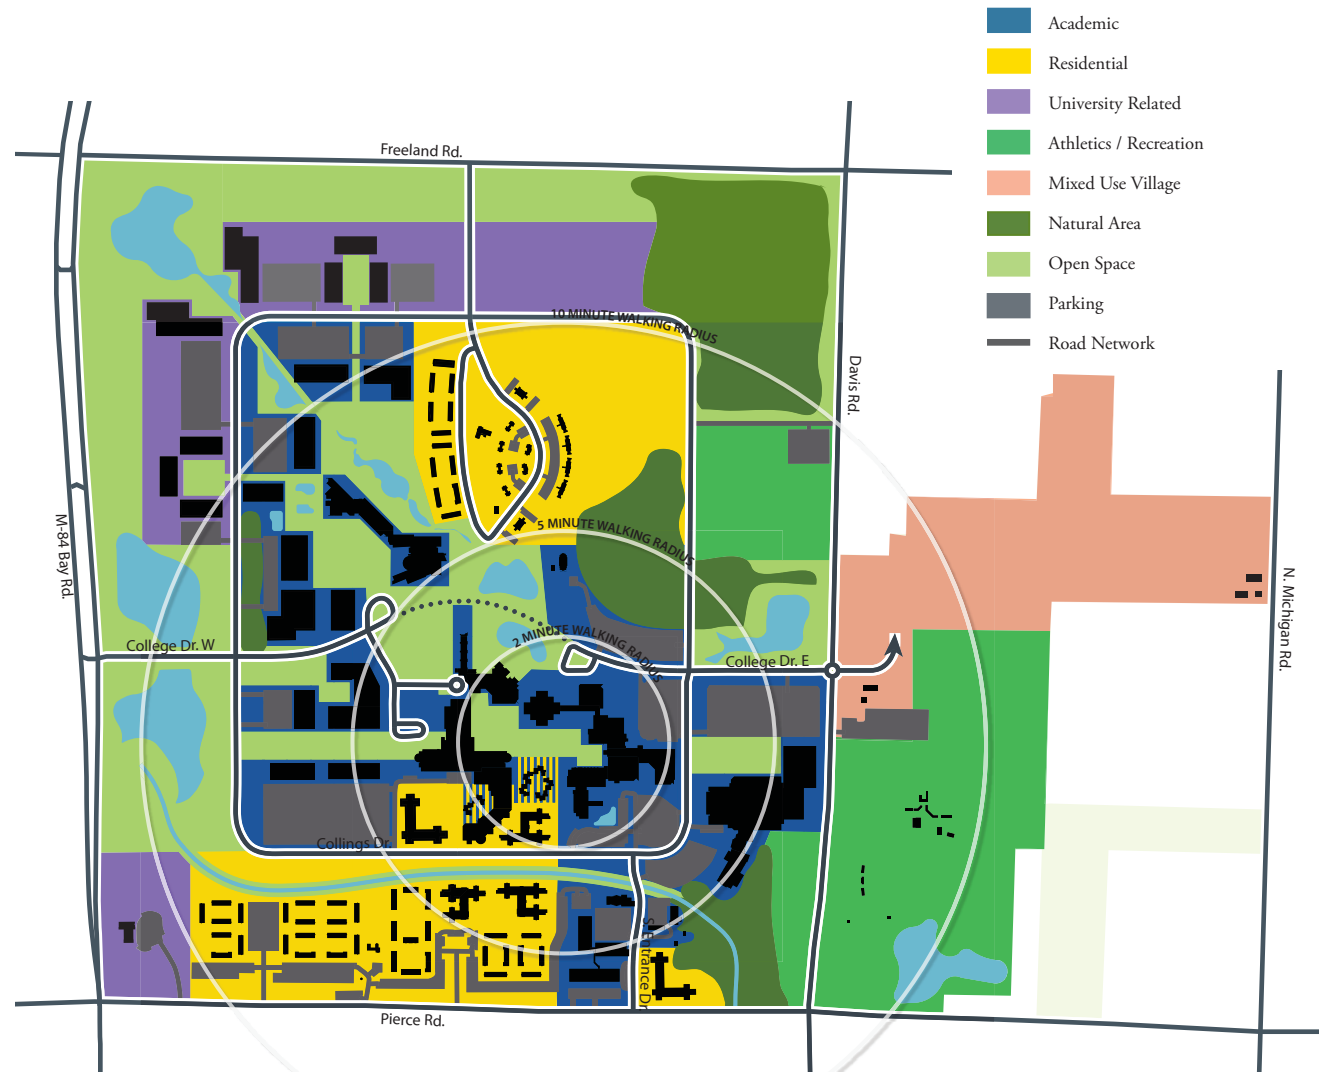 Academic
Residential
University Related
Athletics / Recreation
Mixed Use Village
Natural Area
Open Space
Parking
Road Network
Freeland Rd.
10 MINUTE WALKING RADIUS
Davis Rd.
5 MINUTE WALKING RADIUS
M-84 Bay Rd.
N. Michigan Rd.
2 MINUTE WALKING RADIUS
College Dr. W
College Dr. E
Collings Dr.
S Entrance Dr.
Pierce Rd.